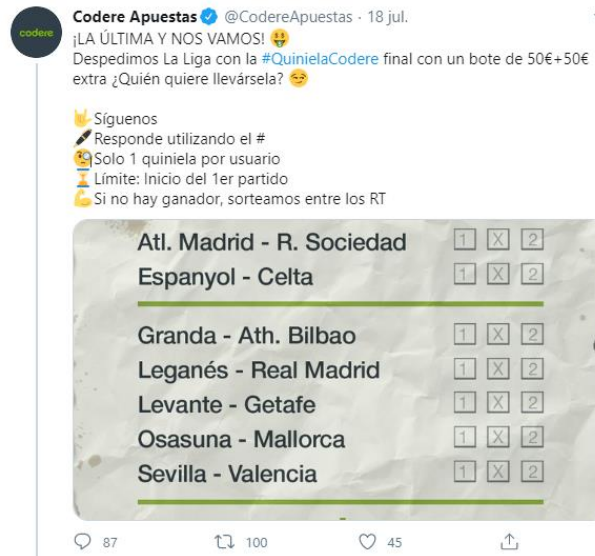 codere
Codere Apuestas @CodereApuestas · 18 jul.
¡LA ÚLTIMA Y NOS VAMOS! 🤑
Despedimos La Liga con la #QuinielaCodere final con un bote de 50€+50€
extra ¿Quién quiere llevársela? 😏
🤟Síguenos
🖋Responde utilizando el #
🧐Solo 1 quiniela por usuario
⏳Límite: Inicio del 1er partido
💪Si no hay ganador, sorteamos entre los RT
Atl. Madrid - R. Sociedad 1 X 2
Espanyol - Celta 1 X 2
Granda - Ath. Bilbao 1 X 2
Leganés - Real Madrid 1 X 2
Levante - Getafe 1 X 2
Osasuna - Mallorca 1 X 2
Sevilla - Valencia 1 X 2
87 100 45